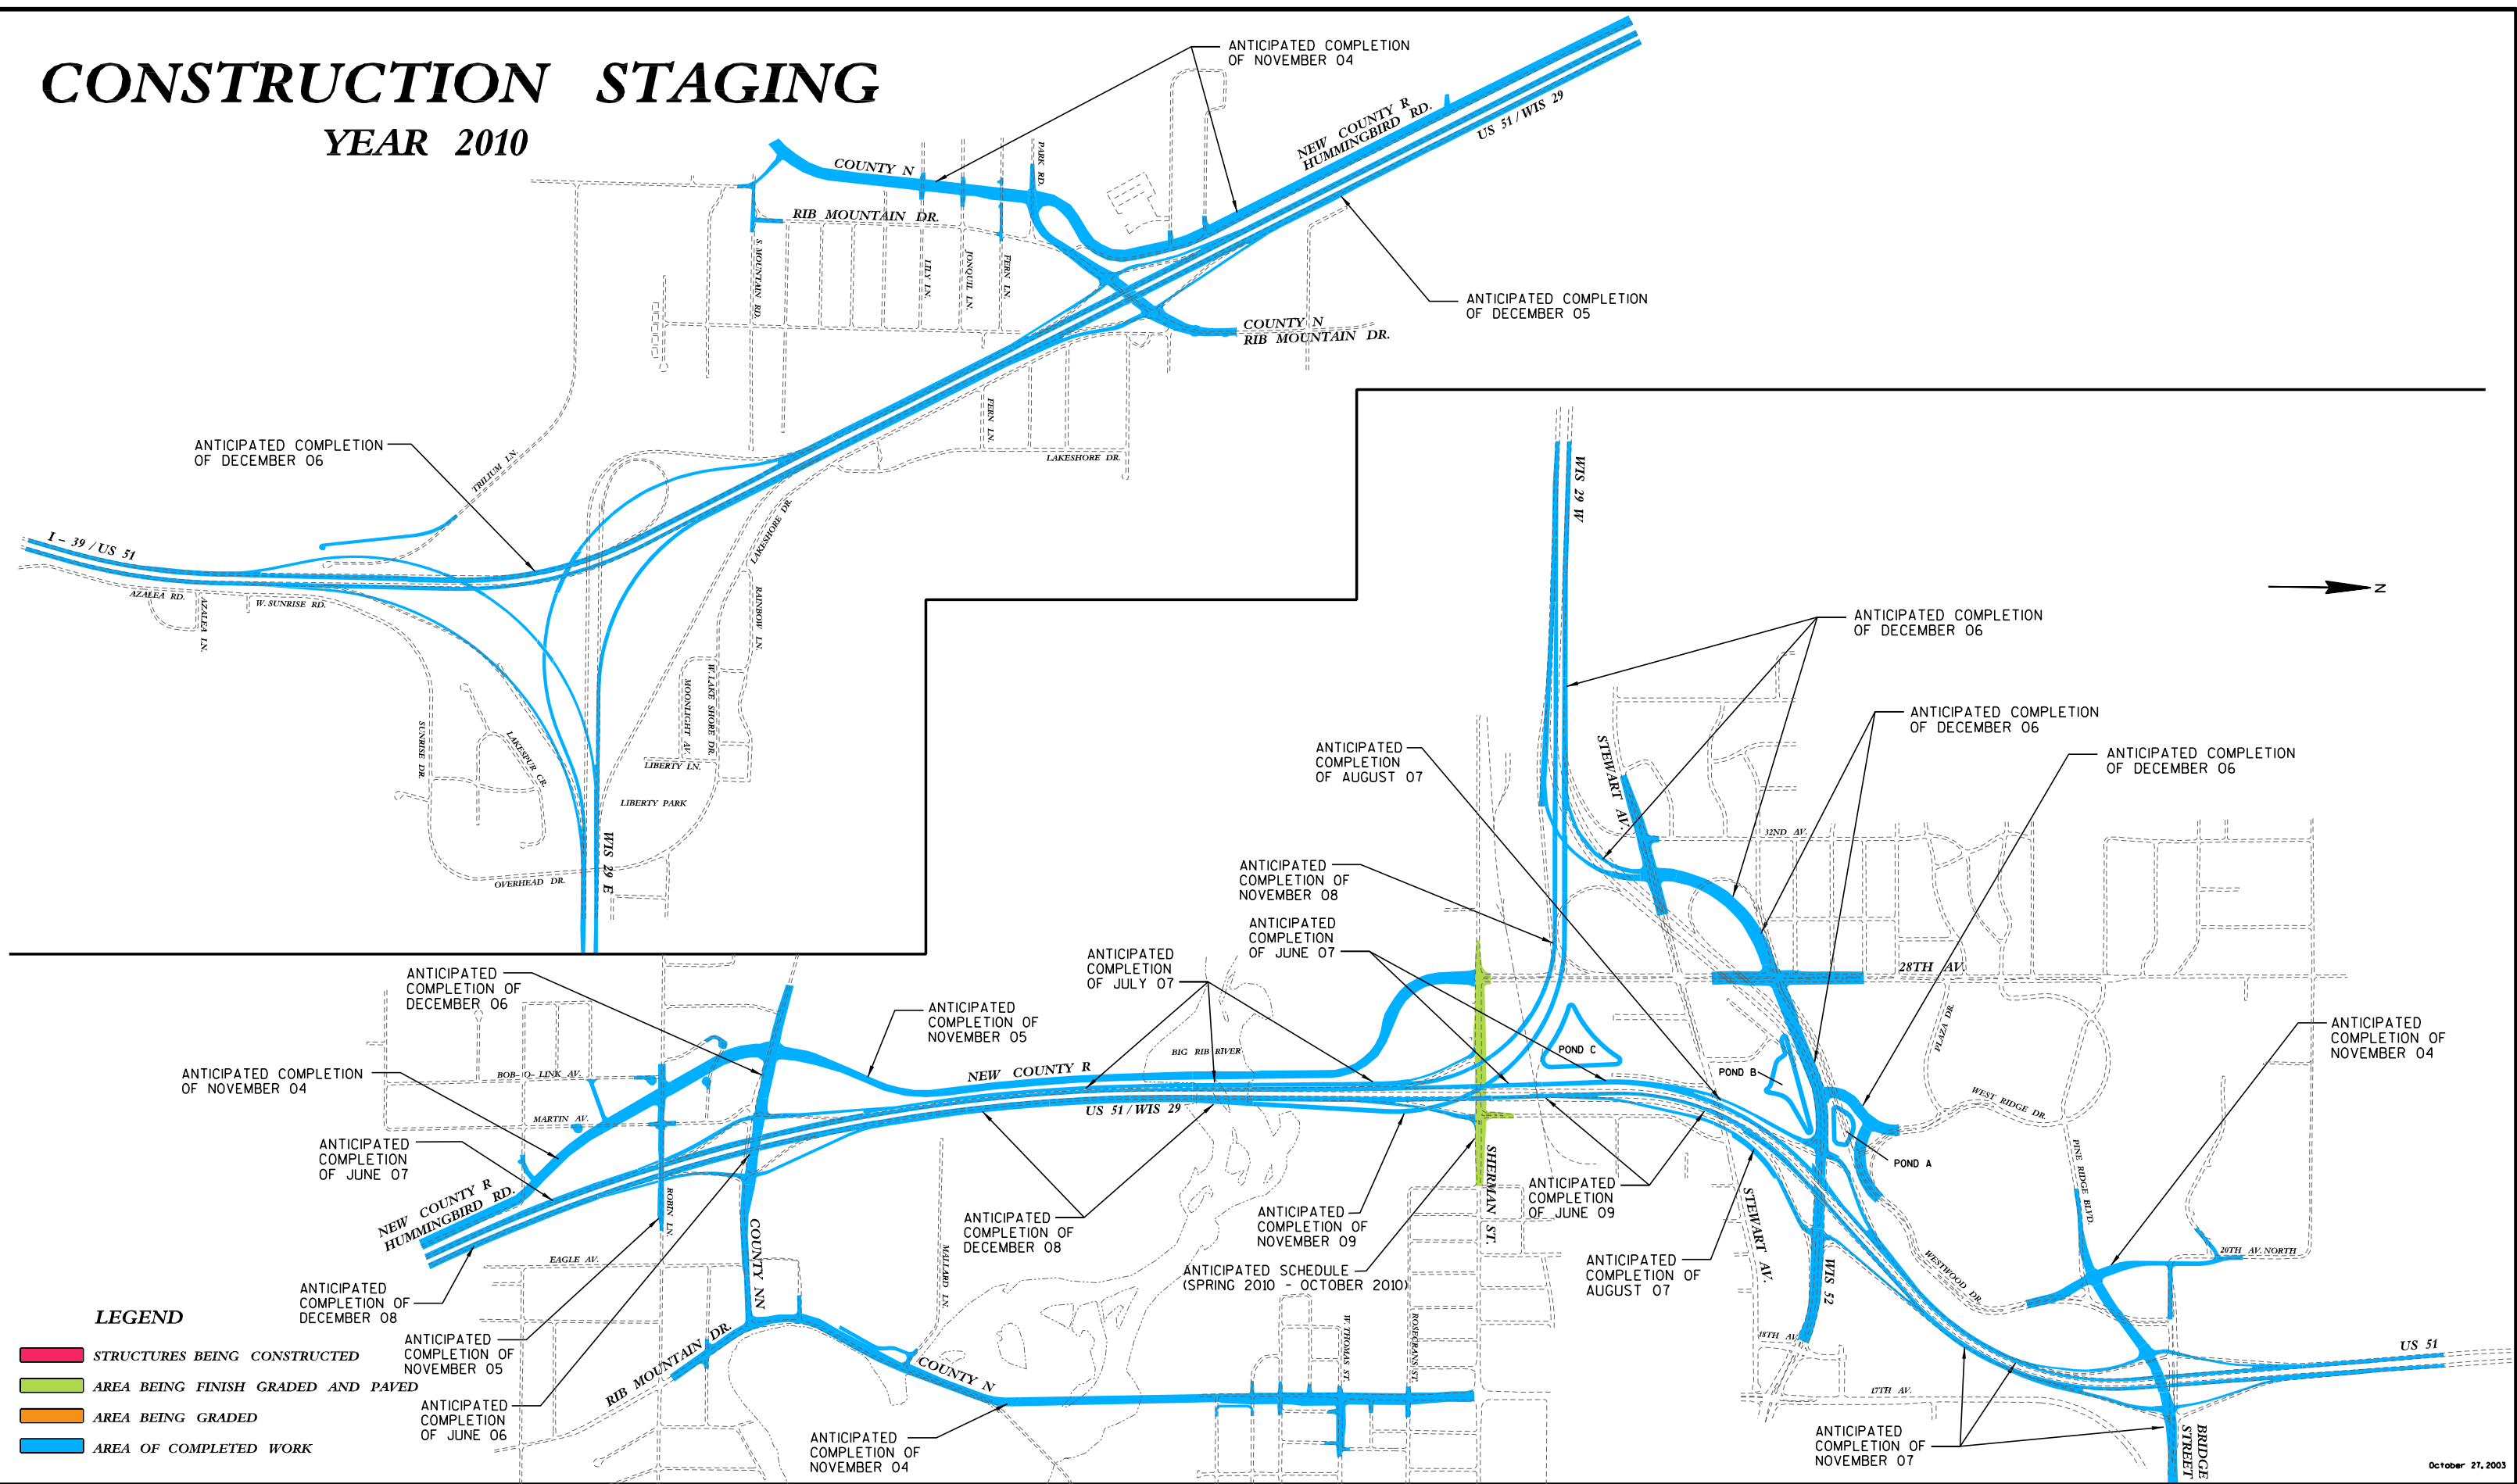 CONSTRUCTION STAGING
YEAR 2010
ANTICIPATED COMPLETION
OF NOVEMBER 04
NEW COUNTY R
HUMMINGBIRD RD.
US 51 / WIS 29
COUNTY N
PARK RD.
RIB MOUNTAIN DR.
S. MOUNTAIN RD.
LILY LN.
JONQUIL LN.
FERN LN.
ANTICIPATED COMPLETION
OF DECEMBER 05
COUNTY N
RIB MOUNTAIN DR.
FERN LN.
LAKESHORE DR.
ANTICIPATED COMPLETION
OF DECEMBER 06
TRILIUM LN.
LAKESHORE DR.
I - 39 / US 51
AZALEA RD.
AZALEA LN.
W. SUNRISE RD.
RAINBOW LN.
W. LAKE SHORE DR.
MOONLIGHT AV.
SUNRISE DR.
LAKESPUR CR.
LIBERTY LN.
LIBERTY PARK
WIS 29 E
OVERHEAD DR.
WIS 29 W
N
ANTICIPATED COMPLETION
OF DECEMBER 06
ANTICIPATED COMPLETION
OF DECEMBER 06
ANTICIPATED COMPLETION
OF DECEMBER 06
ANTICIPATED
COMPLETION
OF AUGUST 07
STEWART AV.
32ND AV.
ANTICIPATED
COMPLETION OF
NOVEMBER 08
ANTICIPATED
COMPLETION
OF JUNE 07
ANTICIPATED
COMPLETION
OF JULY 07
28TH AV.
ANTICIPATED
COMPLETION OF
DECEMBER 06
ANTICIPATED
COMPLETION OF
NOVEMBER 05
ANTICIPATED
COMPLETION OF
NOVEMBER 04
PLAZA DR.
BIG RIB RIVER
POND C
POND B
ANTICIPATED COMPLETION
OF NOVEMBER 04
BOB- O- LINK AV.
NEW COUNTY R
US 51 / WIS 29
MARTIN AV.
WEST RIDGE DR.
ANTICIPATED
COMPLETION
OF JUNE 07
PINE RIDGE BLVD.
POND A
NEW COUNTY R
HUMMINGBIRD RD.
ROBIN LN.
SHERMAN ST.
ANTICIPATED
COMPLETION
OF JUNE 09
STEWART AV.
ANTICIPATED
COMPLETION OF
DECEMBER 08
ANTICIPATED
COMPLETION OF
NOVEMBER 09
COUNTY NN
EAGLE AV.
MALLARD LN.
20TH AV. NORTH
ANTICIPATED SCHEDULE
(SPRING 2010 - OCTOBER 2010)
ANTICIPATED
COMPLETION OF
AUGUST 07
WIS 52
WESTWOOD DR.
ANTICIPATED
COMPLETION OF
DECEMBER 08
RIB MOUNTAIN DR.
W. THOMAS ST.
ROSECRANS ST.
18TH AV.
US 51
ANTICIPATED
COMPLETION OF
NOVEMBER 05
COUNTY N
17TH AV.
ANTICIPATED
COMPLETION
OF JUNE 06
ANTICIPATED
COMPLETION OF
NOVEMBER 04
ANTICIPATED
COMPLETION OF
NOVEMBER 07
BRIDGE
STREET
LEGEND
STRUCTURES BEING CONSTRUCTED
AREA BEING FINISH GRADED AND PAVED
AREA BEING GRADED
AREA OF COMPLETED WORK
October 27, 2003